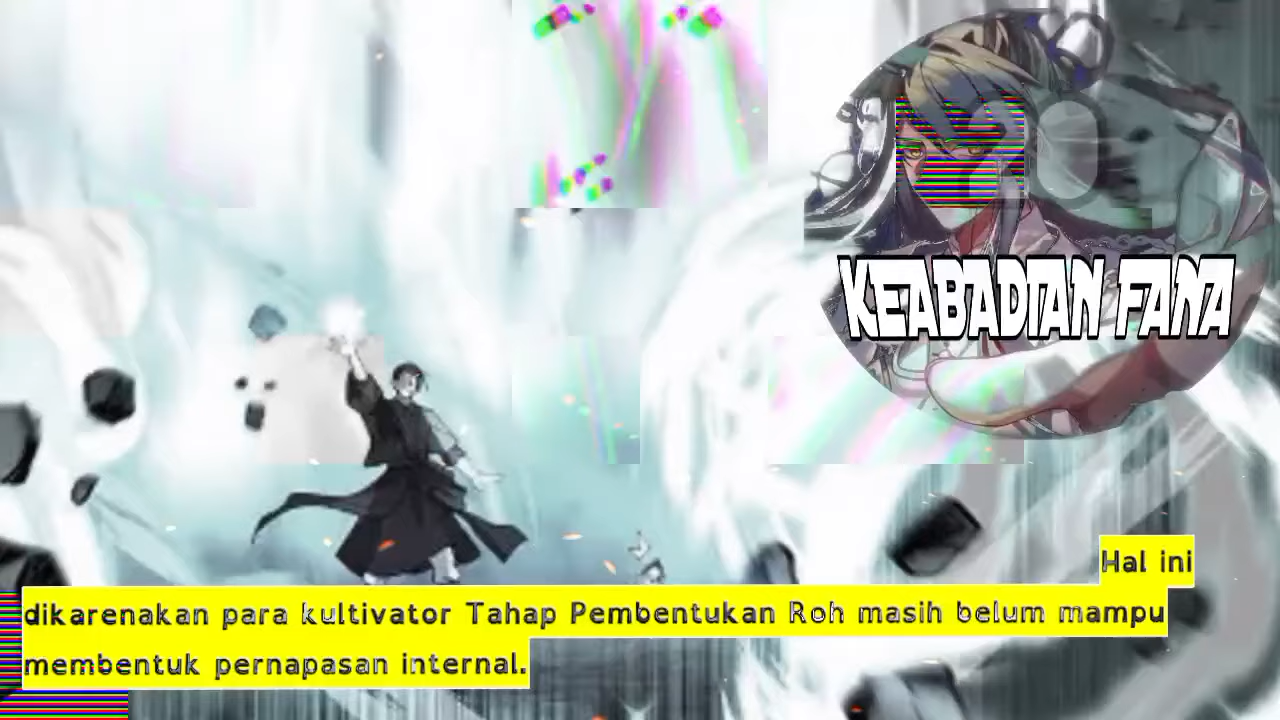 KEABADIAN FANA
Hal ini
dikarenakan para kultivator Tahap Pembentukan Roh masih belum mampu
membentuk pernapasan internal.